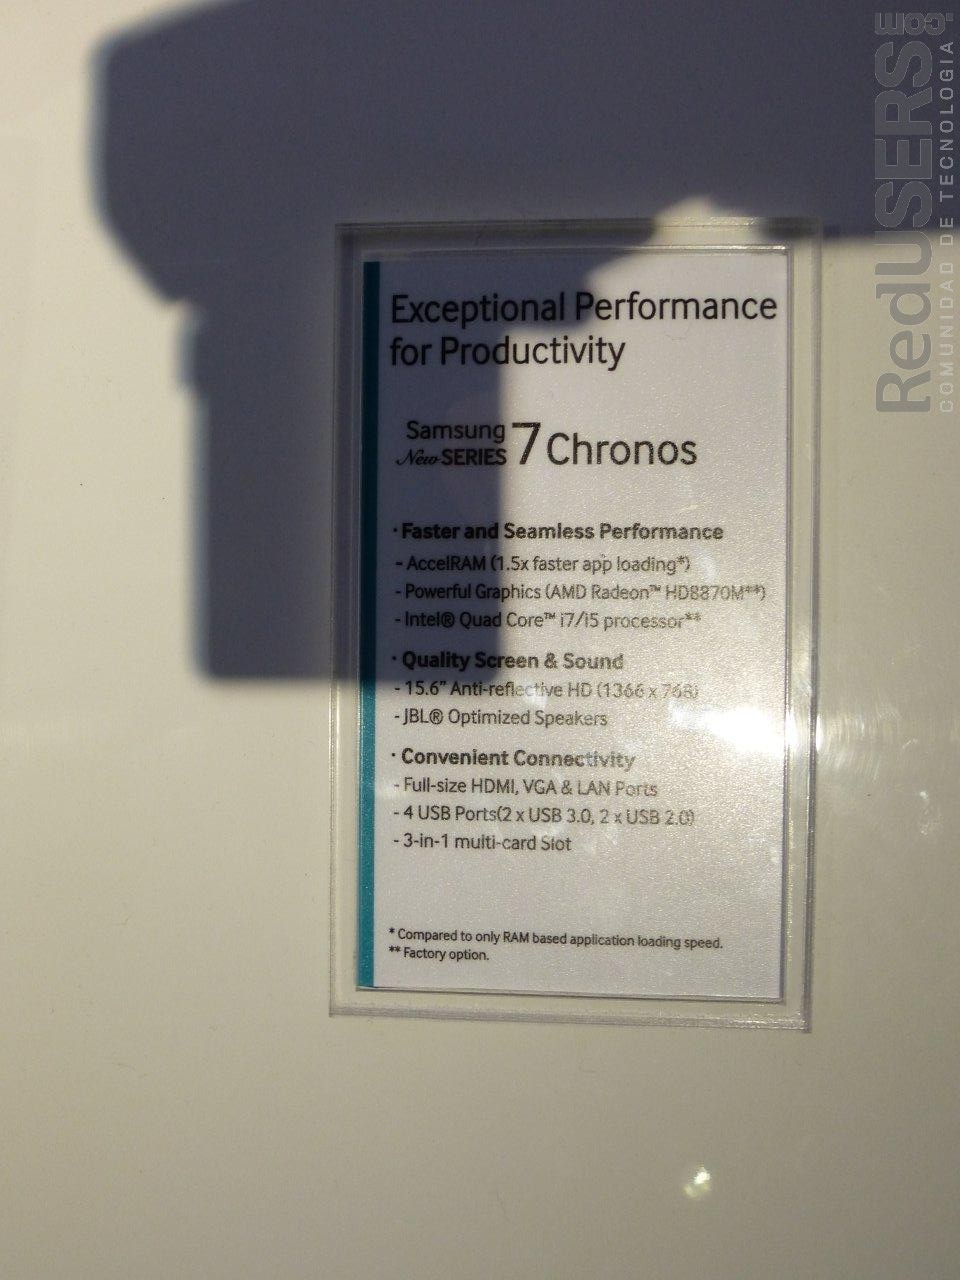 Exceptional Performance
for Productivity
Samsung
New SERIES 7 Chronos
· Faster and Seamless Performance
- AccelRAM (1.5x faster app loading*)
- Powerful Graphics (AMD Radeon™ HD8870M**)
- Intel® Quad Core™ i7/i5 processor**
· Quality Screen & Sound
- 15.6” Anti-reflective HD (1366 x 768)
- JBL® Optimized Speakers
· Convenient Connectivity
- Full-size HDMI, VGA & LAN Ports
- 4 USB Ports(2 x USB 3.0, 2 x USB 2.0)
- 3-in-1 multi-card Slot
* Compared to only RAM based application loading speed.
** Factory option.
RedUSERS
COMUNIDAD DE TECNOLOGIA